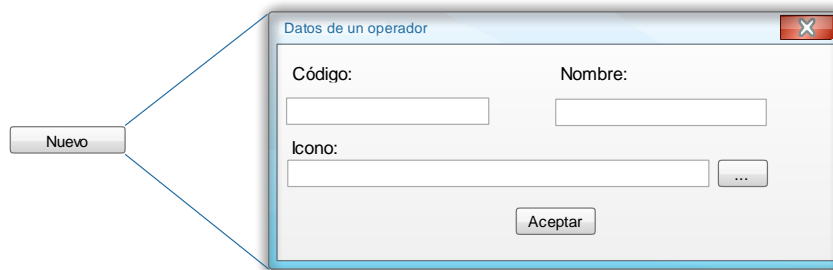 Datos de un operador
Código:
Nombre:
Nuevo
Icono:
...
Aceptar